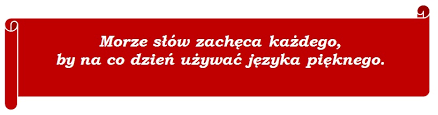 Morze słów zachęca każdego,
by na co dzień używać języka pięknego.